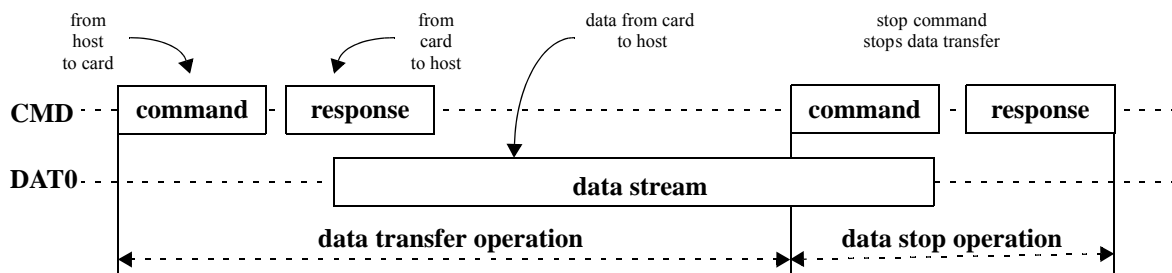 from
host
to card
from
card
to host
data from card
to host
stop command
stops data transfer
CMD
command
response
command
response
DAT0
data stream
data transfer operation
data stop operation